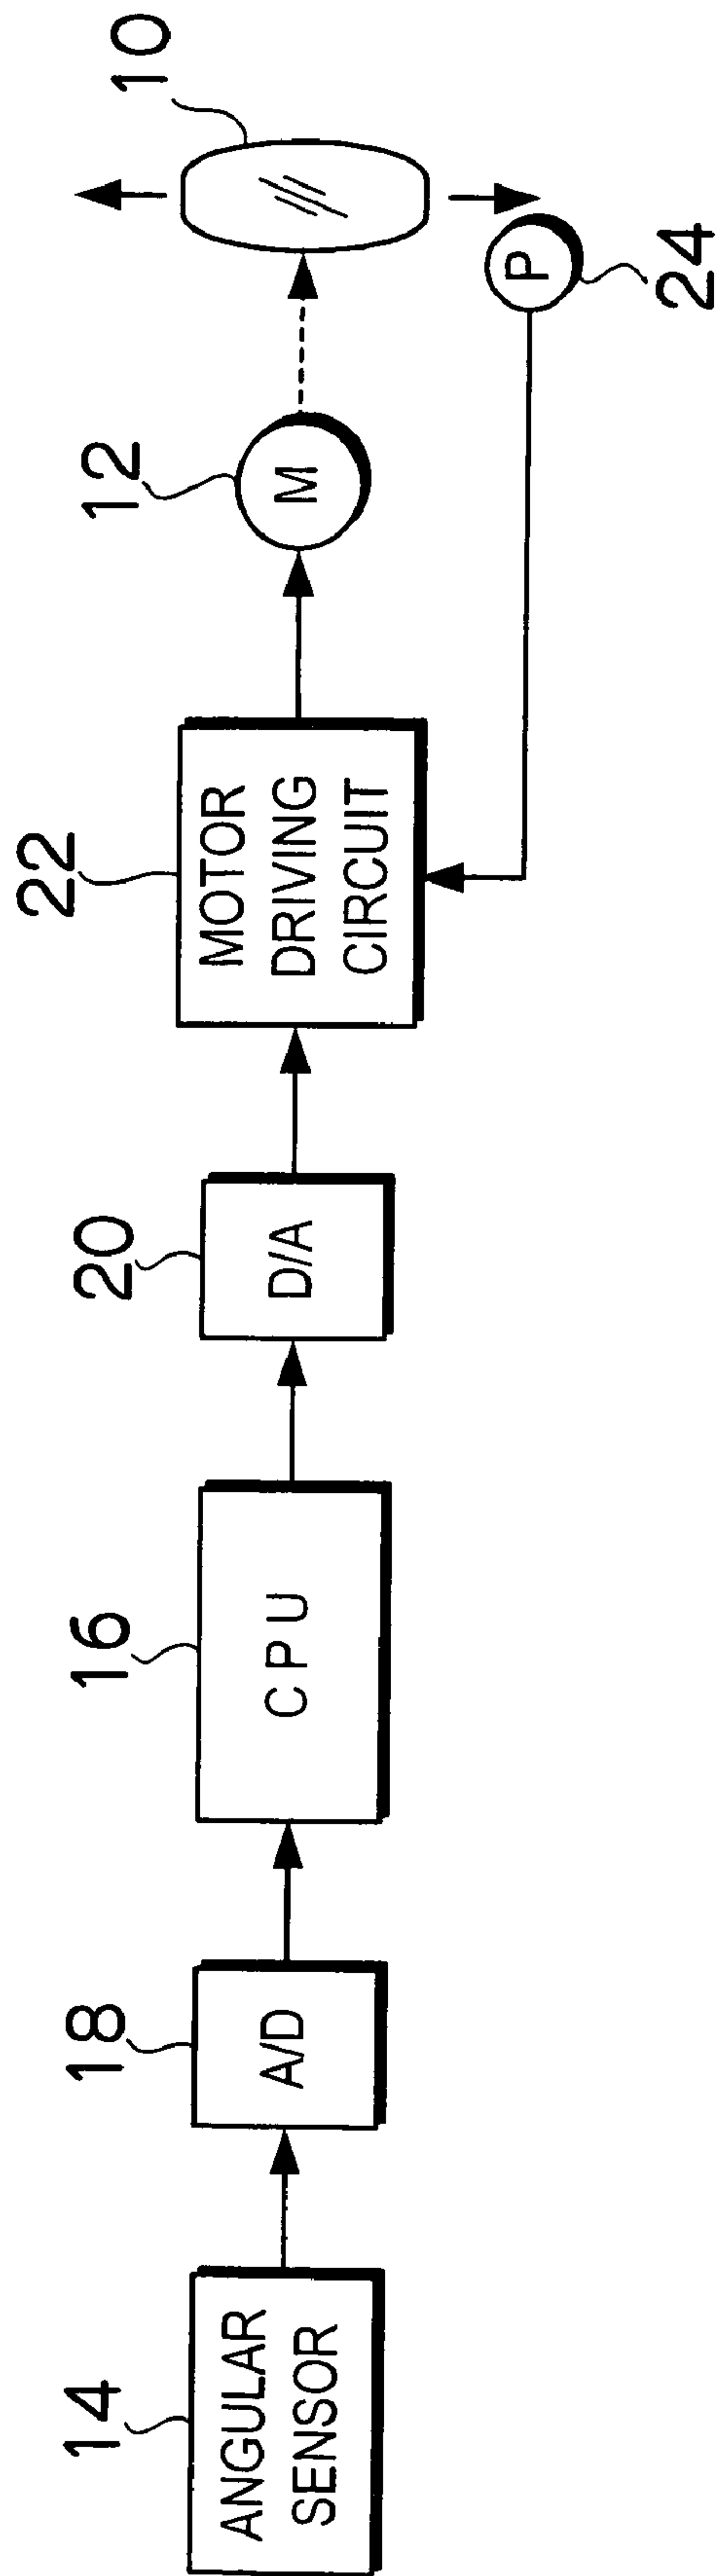 14
ANGULAR
SENSOR
18
A/D
16
CPU
20
D/A
22
MOTOR
DRIVING
CIRCUIT
12
M
10
P
24